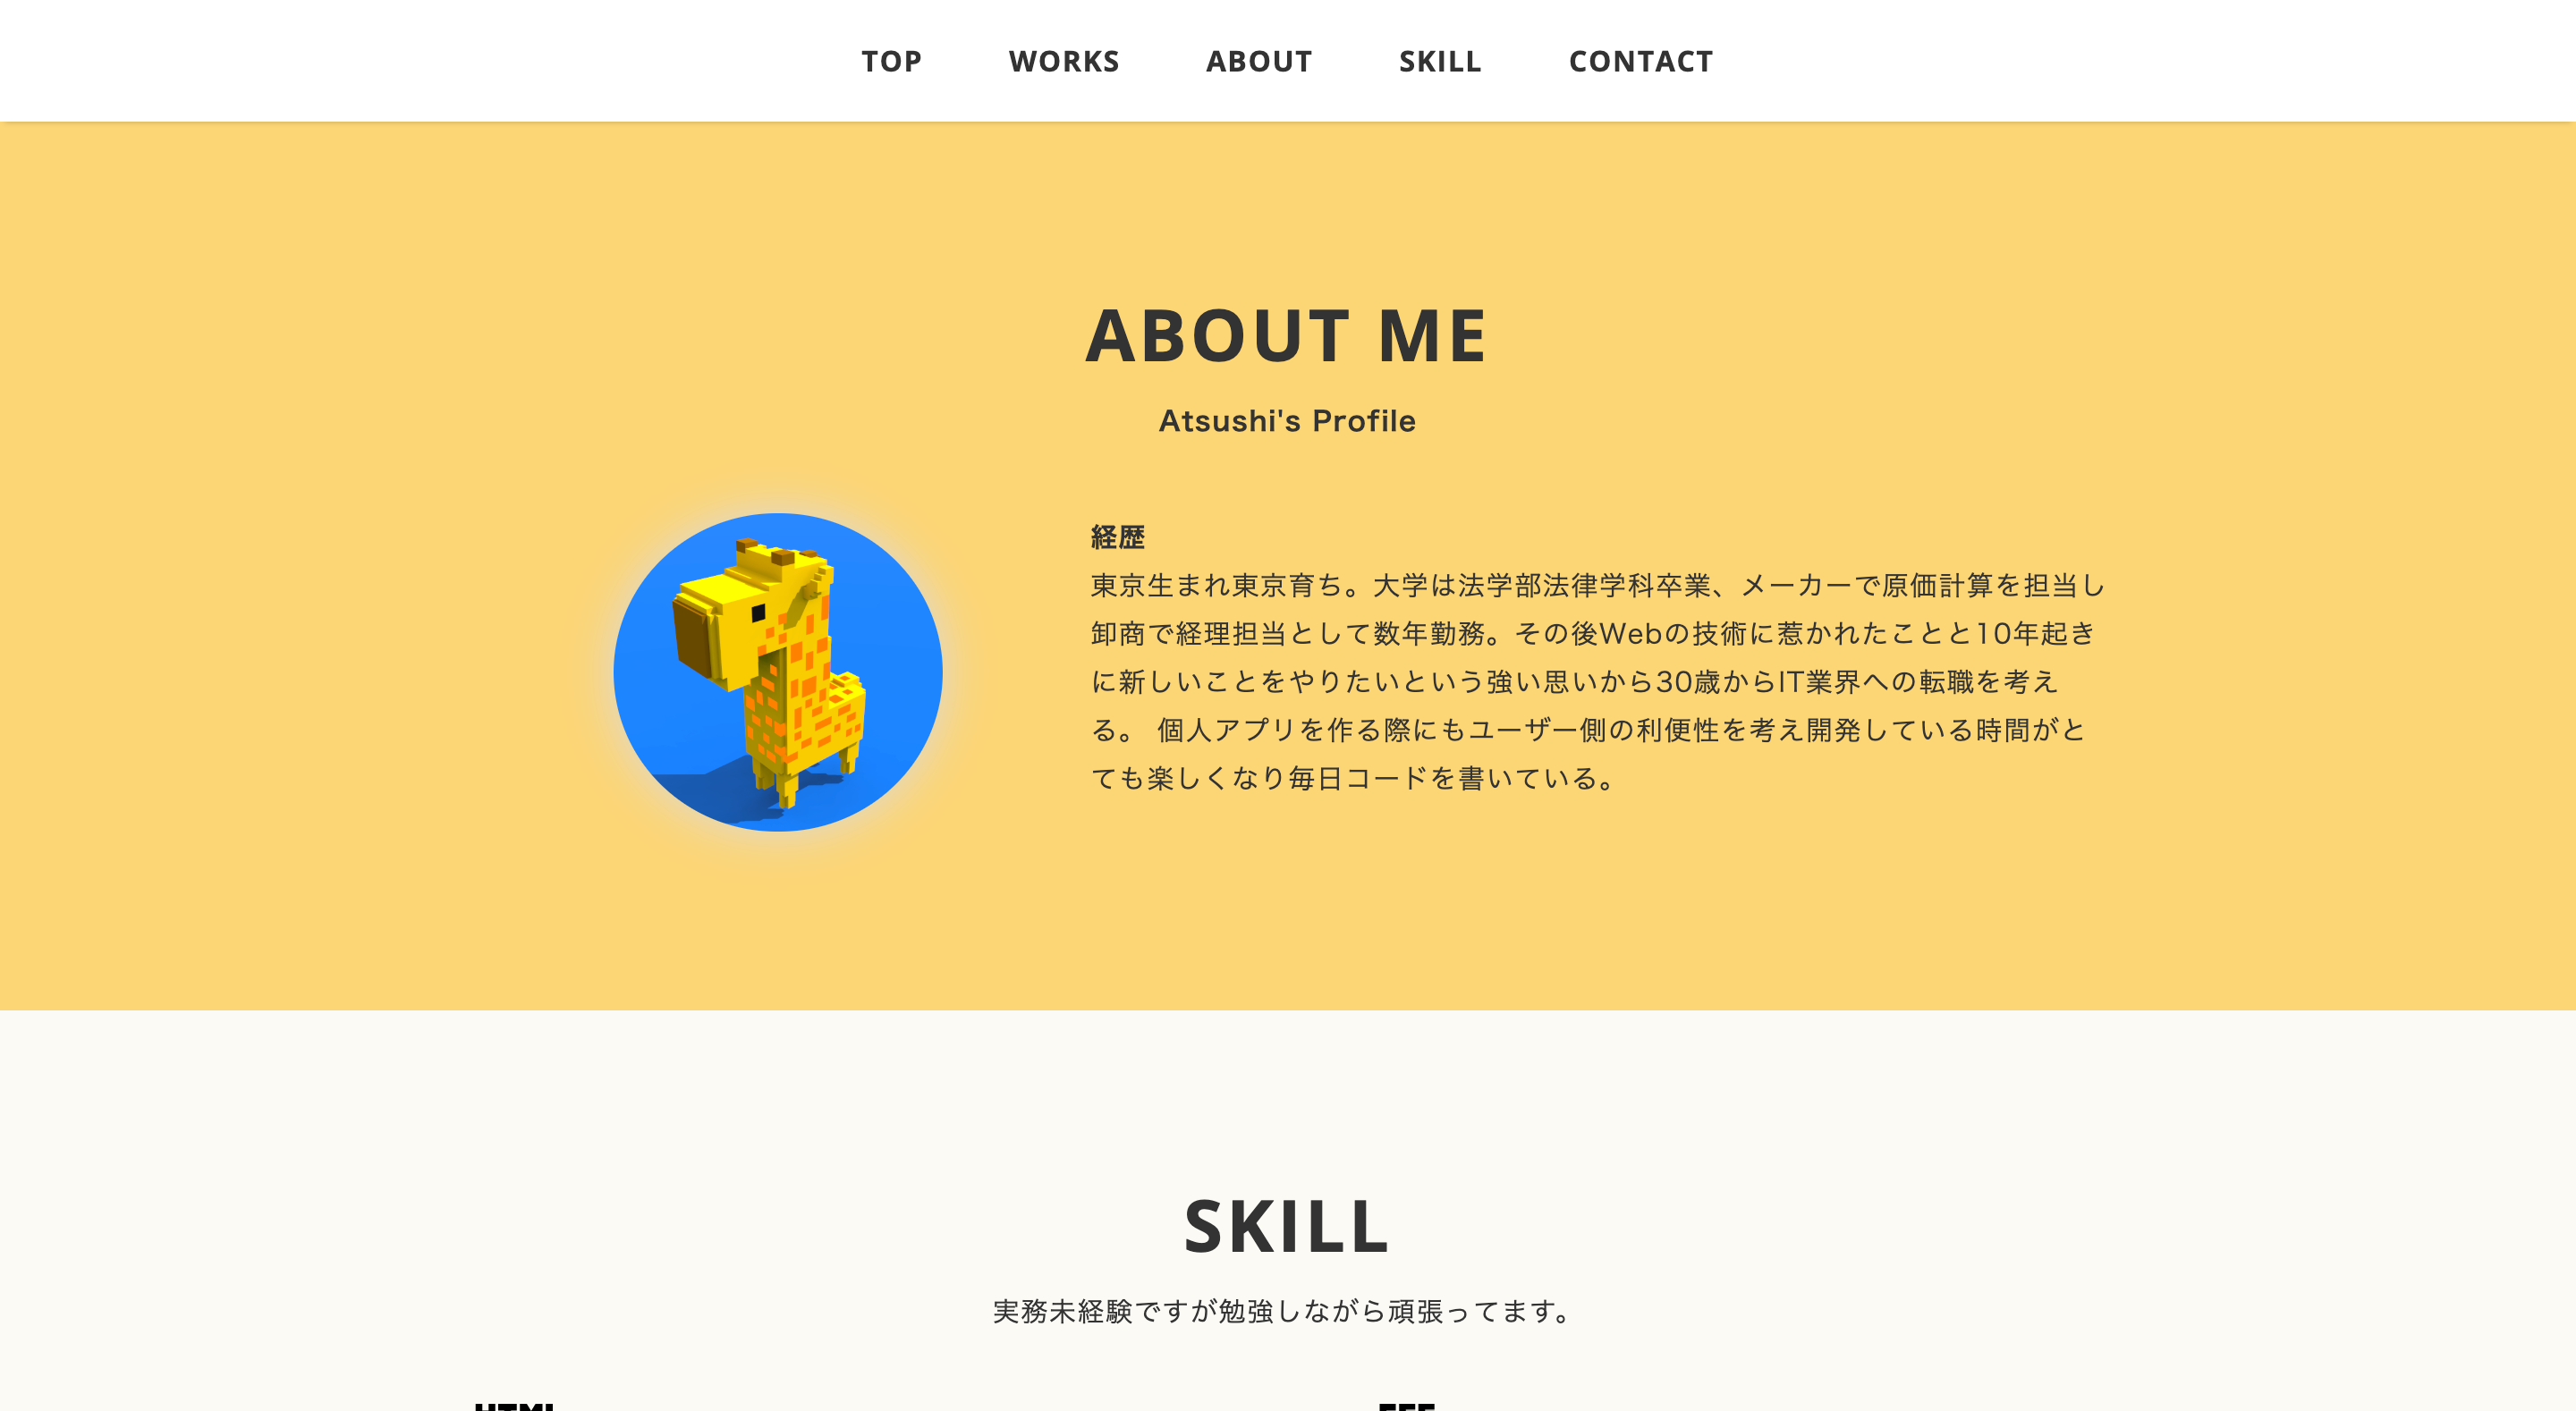 TOP WORKS ABOUT SKILL CONTACT
ABOUT ME
Atsushi's Profile
経歴
東京生まれ東京育ち。大学は法学部法律学科卒業、メーカーで原価計算を担当し
卸商で経理担当として数年勤務。その後Webの技術に惹かれたことと10年起き
に新しいことをやりたいという強い思いから30歳からIT業界への転職を考え
る。 個人アプリを作る際にもユーザー側の利便性を考え開発している時間がと
ても楽しくなり毎日コードを書いている。
SKILL
実務未経験ですが勉強しながら頑張ってます。
HTML